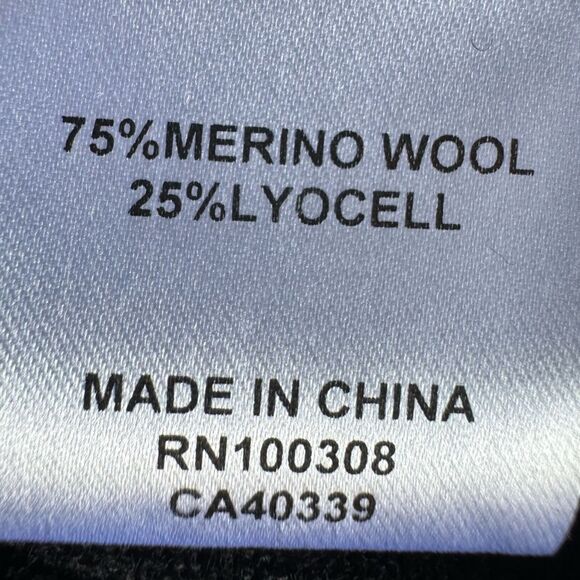 75%MERINO WOOL
25%LYOCELL
MADE IN CHINA
RN100308
CA40339